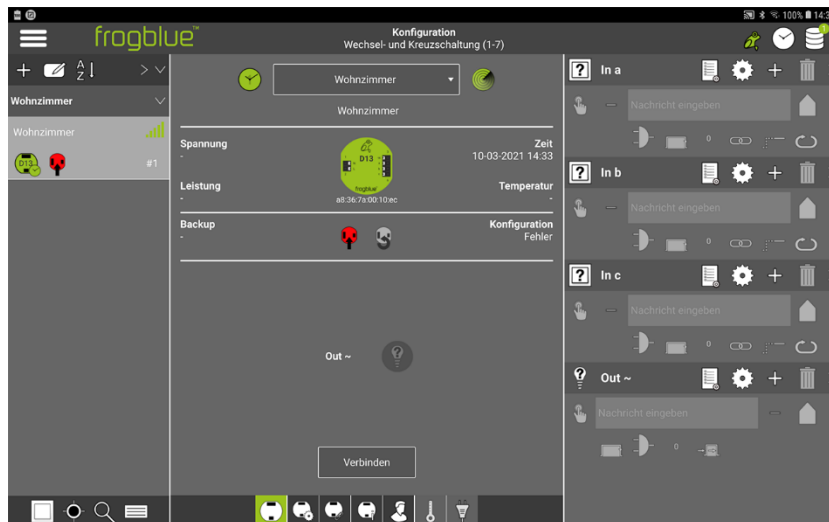 100% 14:3
frogblue™
Konfiguration
Wechsel- und Kreuzschaltung (1-7)
1
A
Z
Wohnzimmer
Wohnzimmer
D13
#1
Wohnzimmer
Wohnzimmer
Spannung
-
Zeit
10-03-2021 14:33
D13
frogblue
a8:36:7a:00:10:ec
Leistung
-
Temperatur
-
Backup
-
Konfiguration
Fehler
Out ~
Verbinden
In a
Nachricht eingeben
0
In b
Nachricht eingeben
0
In c
Nachricht eingeben
0
Out ~
Nachricht eingeben
0